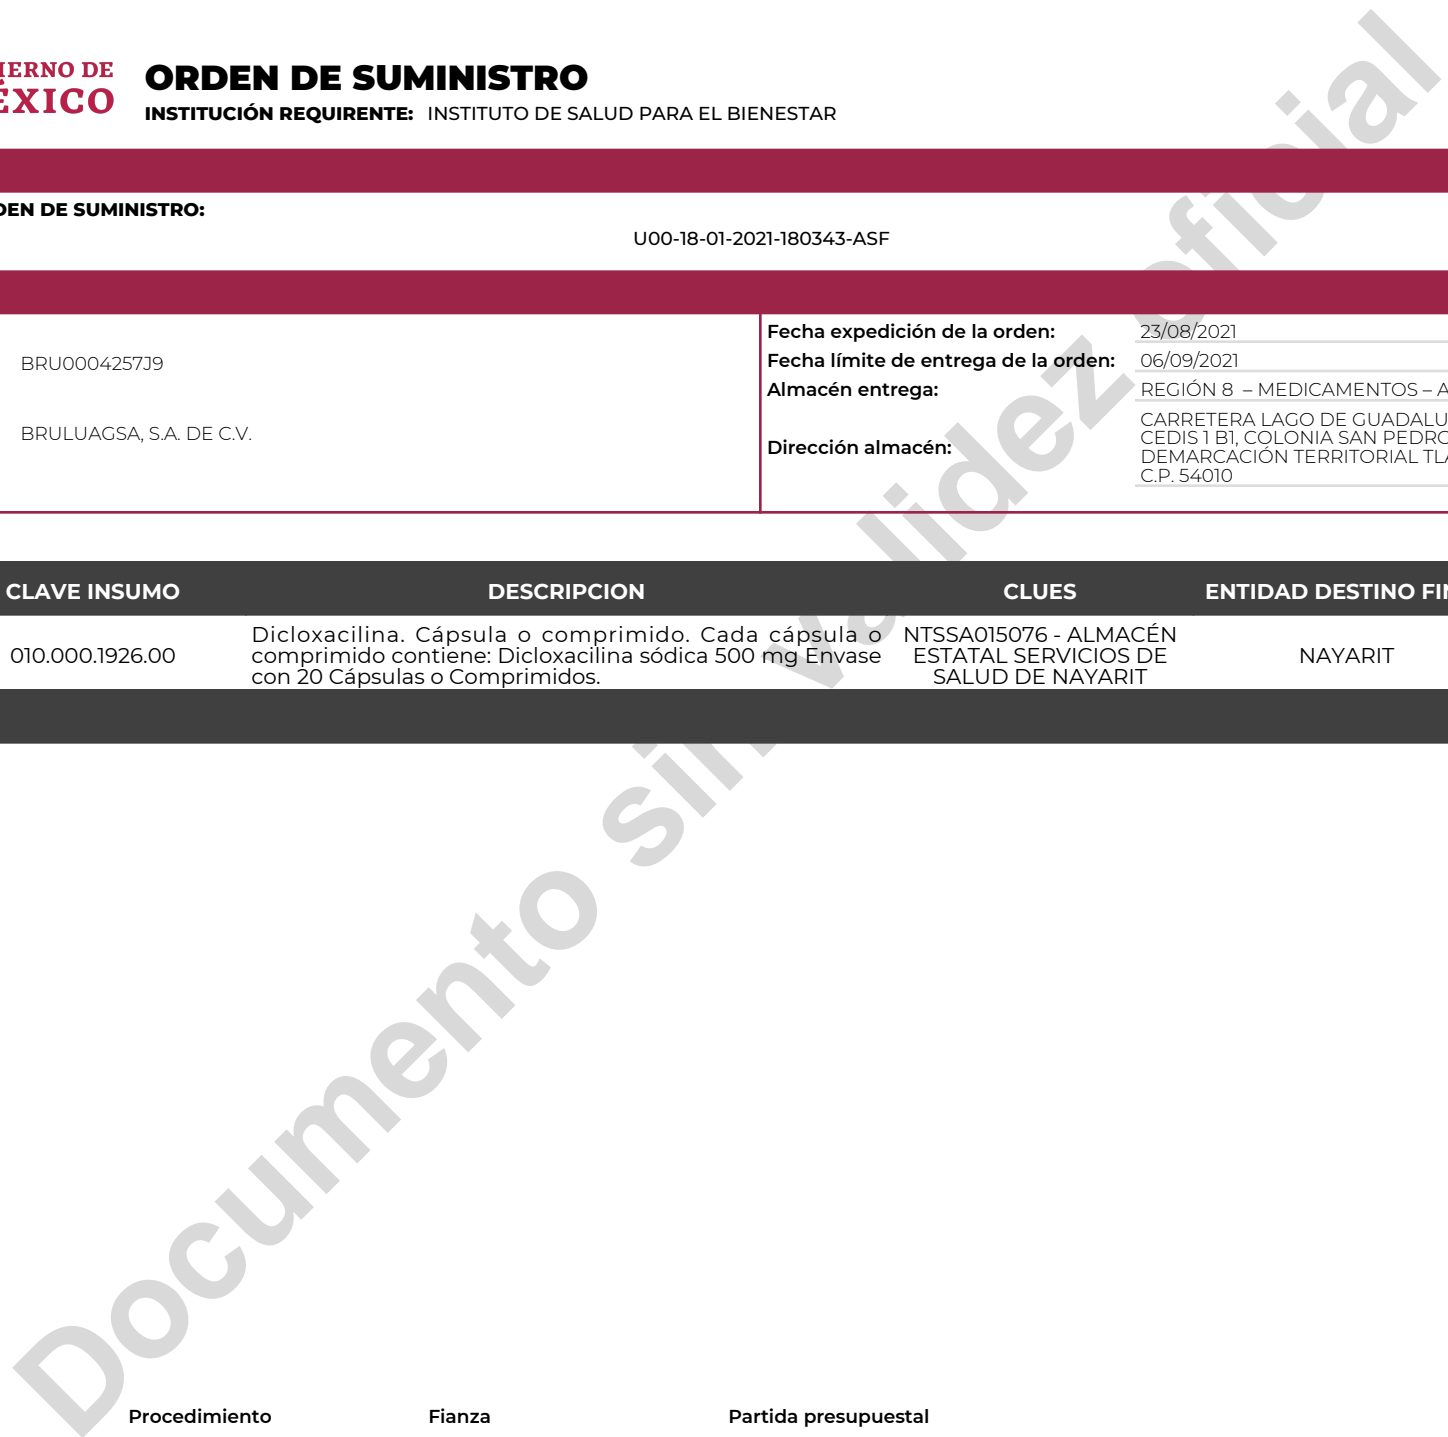 IERNO DE
ÉXICO
ORDEN DE SUMINISTRO
INSTITUCIÓN REQUIRENTE: INSTITUTO DE SALUD PARA EL BIENESTAR
DEN DE SUMINISTRO:
U00-18-01-2021-180343-ASF
BRU0004257J9
BRULUAGSA, S.A. DE C.V.
Fecha expedición de la orden: 23/08/2021
Fecha límite de entrega de la orden: 06/09/2021
Almacén entrega: REGIÓN 8 – MEDICAMENTOS – A
Dirección almacén:
CARRETERA LAGO DE GUADALU
CEDIS 1 B1, COLONIA SAN PEDRO
DEMARCACIÓN TERRITORIAL TLA
C.P. 54010
CLAVE INSUMO DESCRIPCION CLUES ENTIDAD DESTINO FIN
010.000.1926.00
Dicloxacilina. Cápsula o comprimido. Cada cápsula o
comprimido contiene: Dicloxacilina sódica 500 mg Envase
con 20 Cápsulas o Comprimidos.
NTSSA015076 - ALMACÉN
ESTATAL SERVICIOS DE
SALUD DE NAYARIT
NAYARIT
Documento sin validez oficial
Procedimiento Fianza Partida presupuestal